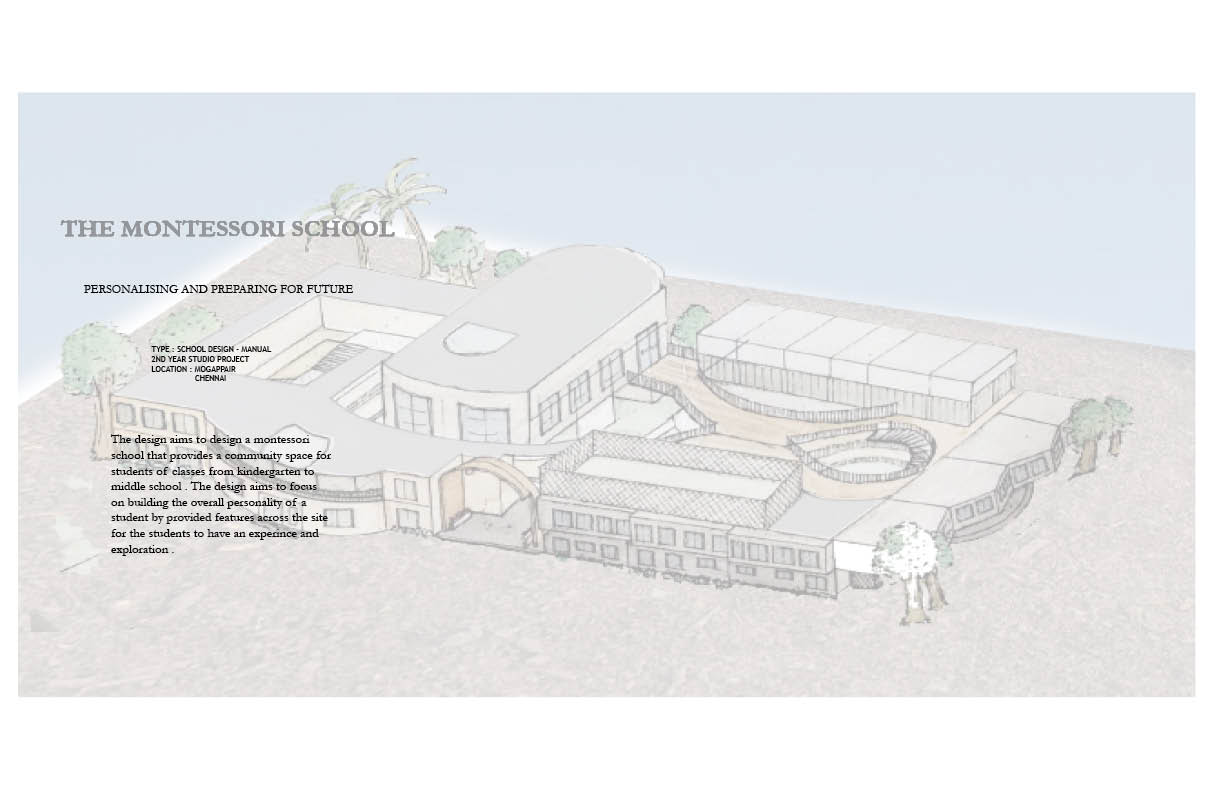 THE MONTESSORI SCHOOL
PERSONALISING AND PREPARING FOR FUTURE
TYPE : SCHOOL DESIGN - MANUAL
2ND YEAR STUDIO PROJECT
LOCATION : MOGAPPAIR
CHENNAI
The design aims to design a montessori
school that provides a community space for
students of classes from kindergarten to
middle school . The design aims to focus
on building the overall personality of a
student by provided features across the site
for the students to have an experince and
exploration .